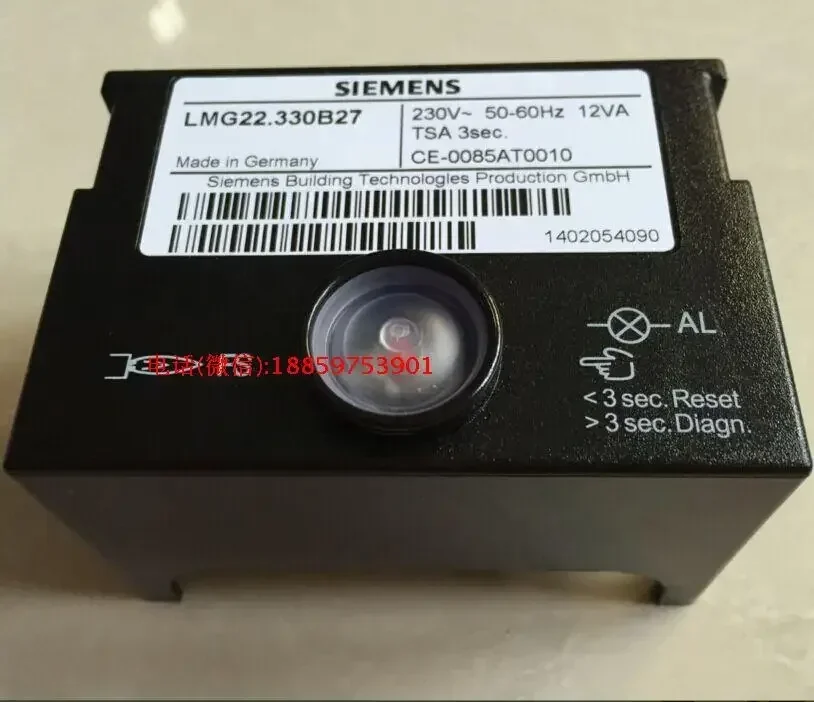 SIEMENS
LMG22.330B27
230V~ 50-60Hz 12VA
TSA 3sec.
Made in Germany
CE-0085AT0010
Siemens Building Technologies Production GmbH
1402054090
AL
电话(微信):18859753901
< 3 sec. Reset
> 3 sec. Diagn.